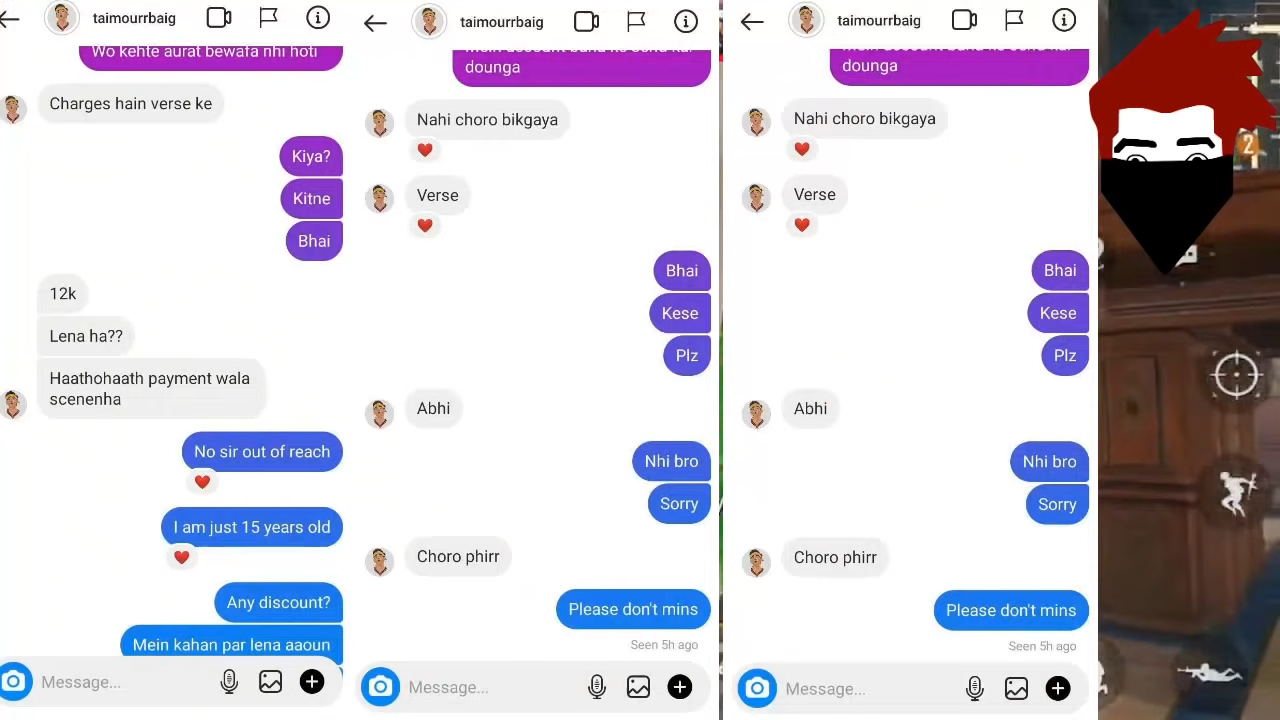 taimourrbaig
Wo kehte aurat bewafa nhi hoti
Charges hain verse ke
Kiya?
Kitne
Bhai
12k
Lena ha??
Haathohaath payment wala
scenenha
No sir out of reach
I am just 15 years old
Any discount?
Mein kahan par lena aaoun
Message...
taimourrbaig
dounga
Nahi choro bikgaya
Verse
Bhai
Kese
Plz
Abhi
Nhi bro
Sorry
Choro phirr
Please don't mins
Seen 5h ago
Message...
taimourrbaig
dounga
Nahi choro bikgaya
Verse
Bhai
Kese
Plz
Abhi
Nhi bro
Sorry
Choro phirr
Please don't mins
Seen 5h ago
Message...
2